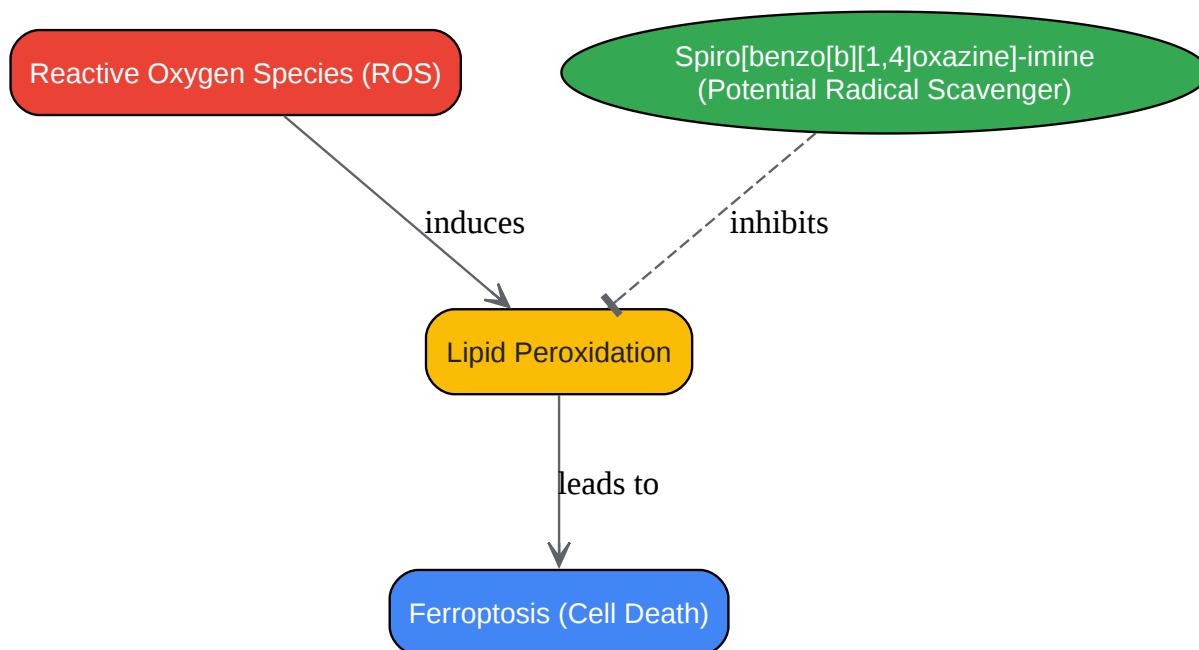 Reactive Oxygen Species (ROS)
Spiro[benzo[b][1,4]oxazine]-imine
(Potential Radical Scavenger)
induces
inhibits
Lipid Peroxidation
leads to
Ferroptosis (Cell Death)